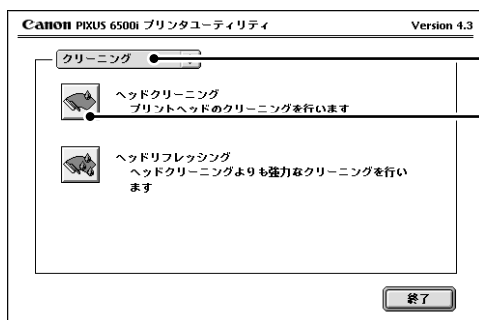 Canon PIXUS 6500i プリンタユーティリティ Version 4.3
クリーニング
ヘッドクリーニング
プリントヘッドのクリーニングを行います
ヘッドリフレッシング
ヘッドクリーニングよりも強力なクリーニングを行い
ます
終了